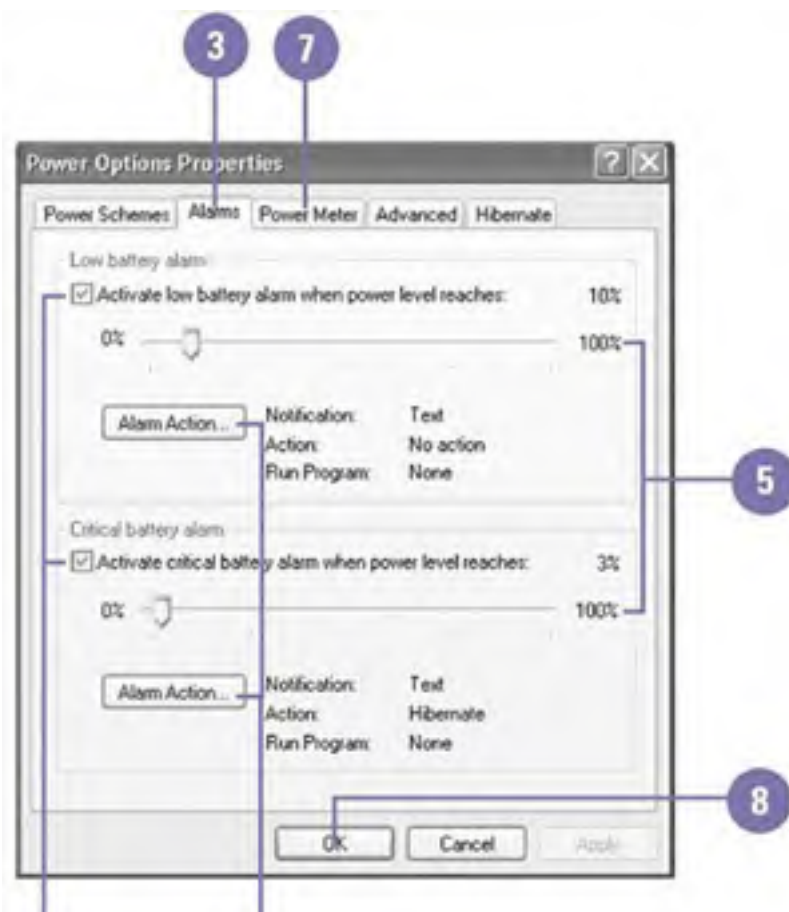 3 7
Power Options Properties
Power Schemes Alarms Power Meter Advanced Hibernate
Low battery alarm
Activate low battery alarm when power level reaches: 10%
0% 100%
Alarm Action... Notification: Text
Action: No action
Run Program: None
5
Critical battery alarm
Activate critical battery alarm when power level reaches: 3%
0% 100%
Alarm Action... Notification: Text
Action: Hibernate
Run Program: None
8
OK Cancel Apply